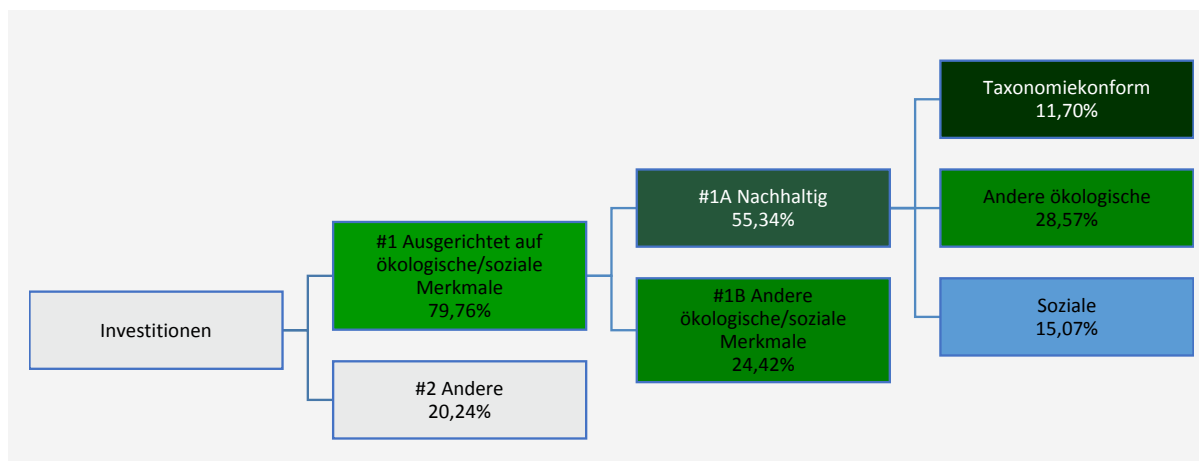 Investitionen
#1 Ausgerichtet auf
ökologische/soziale
Merkmale
79,76%
#2 Andere
20,24%
#1A Nachhaltig
55,34%
#1B Andere
ökologische/soziale
Merkmale
24,42%
Taxonomiekonform
11,70%
Andere ökologische
28,57%
Soziale
15,07%